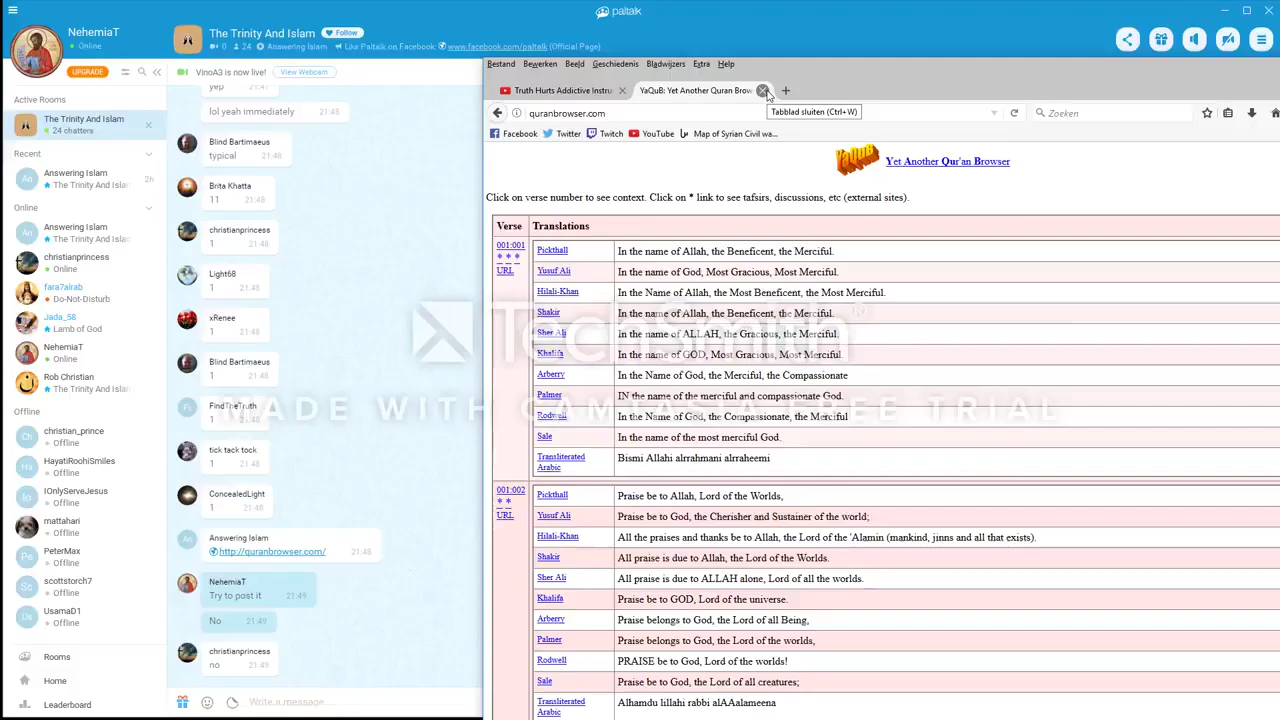 paltalk
NehemiaT
Online
The Trinity And Islam
Follow
0 24 Answering Islam Like Paltalk on Facebook: www.facebook.com/paltalk (Official Page)
UPGRADE
VinoA3 is now live!
View Webcam
Active Rooms
The Trinity And Islam
24 chatters
Recent
Answering Islam
2h
The Trinity And Islam
Online
Answering Islam
The Trinity And Islam
christianprincess
Online
fara7alrab
Do-Not-Disturb
Jada_58
Lamb of God
NehemiaT
Online
Rob Christian
The Trinity And Islam
Offline
christian_prince
Offline
HayatiRoohiSmiles
Offline
IOnlyServeJesus
Offline
mattahari
Offline
PeterMax
Offline
scottstorch7
Offline
UsamaD1
Offline
Rooms
Home
Leaderboard
yep 21:47
lol yeah immediately 21:48
Blind Bartimaeus
typical 21:48
Brita Khatta
11 21:48
christianprincess
1 21:48
Light68
1 21:48
xRenee
1 21:48
Blind Bartimaeus
1 21:48
FindTheTruth
1 21:48
tick tack tock
1 21:48
ConcealedLight
1 21:48
Answering Islam
http://quranbrowser.com/ 21:48
NehemiaT
Try to post it 21:49
No 21:49
christianprincess
no 21:49
Write a message
Bestand Bewerken Beeld Geschiedenis Bladwijzers Extra Help
Truth Hurts Addictive Instru
YaQuB: Yet Another Quran Brow
Tabblad sluiten (Ctrl+W)
quranbrowser.com
Zoeken
Facebook Twitter Twitch YouTube Map of Syrian Civil wa...
YaQuB
Yet Another Qur'an Browser
Click on verse number to see context. Click on * link to see tafsirs, discussions, etc (external sites).
Verse Translations
001:001
* * *
URL
Pickthall In the name of Allah, the Beneficent, the Merciful.
Yusuf Ali In the name of God, Most Gracious, Most Merciful.
Hilali-Khan In the Name of Allah, the Most Beneficent, the Most Merciful.
Shakir In the name of Allah, the Beneficent, the Merciful.
Sher Ali In the name of ALLAH, the Gracious, the Merciful.
Khalifa In the name of GOD, Most Gracious, Most Merciful.
Arberry In the Name of God, the Merciful, the Compassionate
Palmer IN the name of the merciful and compassionate God.
Rodwell In the Name of God, the Compassionate, the Merciful
Sale In the name of the most merciful God.
Transliterated Arabic Bismi Allahi alrrahmani alrraheemi
001:002
* *
URL
Pickthall Praise be to Allah, Lord of the Worlds,
Yusuf Ali Praise be to God, the Cherisher and Sustainer of the world;
Hilali-Khan All the praises and thanks be to Allah, the Lord of the 'Alamin (mankind, jinns and all that exists).
Shakir All praise is due to Allah, the Lord of the Worlds.
Sher Ali All praise is due to ALLAH alone, Lord of all the worlds.
Khalifa Praise be to GOD, Lord of the universe.
Arberry Praise belongs to God, the Lord of all Being,
Palmer Praise belongs to God, the Lord of the worlds,
Rodwell PRAISE be to God, Lord of the worlds!
Sale Praise be to God, the Lord of all creatures;
Transliterated Arabic Alhamdu lillahi rabbi alAAalameena
TechSmith®
MADE WITH CAMTASIA FREE TRIAL